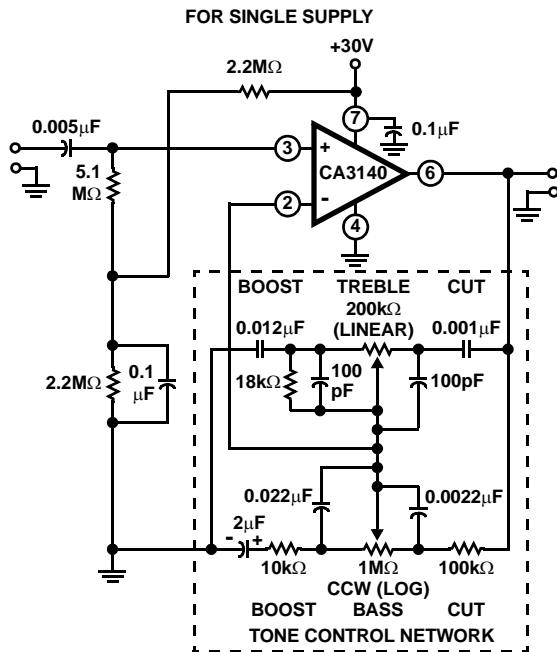 FOR SINGLE SUPPLY
+30V
2.2MΩ
7
0.005μF
0.1μF
3
+
5.1
MΩ
CA3140
6
2
-
4
BOOST TREBLE CUT
200kΩ
(LINEAR)
0.012μF
0.001μF
18kΩ
100
pF
100pF
2.2MΩ
0.1
μF
0.022μF
0.0022μF
2μF
- +
10kΩ
1MΩ
100kΩ
CCW (LOG)
BOOST BASS CUT
TONE CONTROL NETWORK